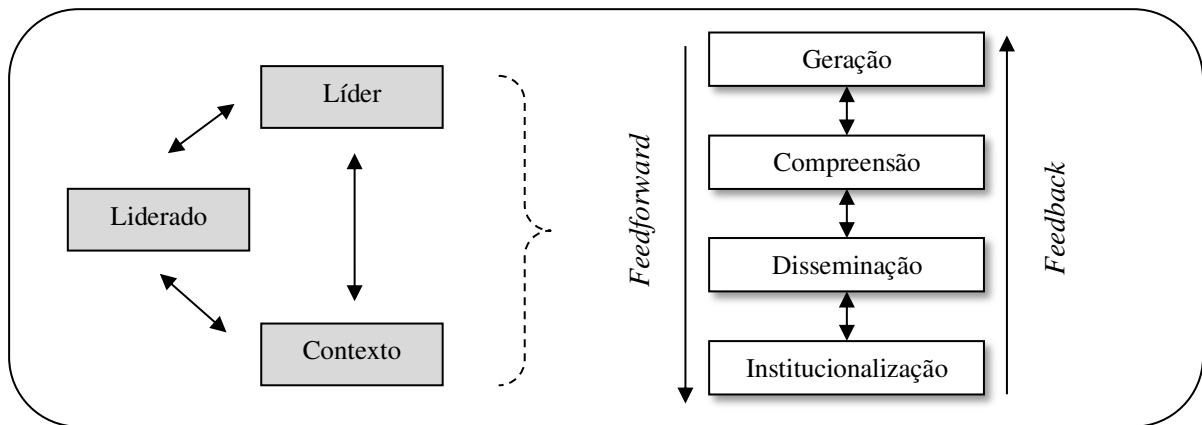 Líder
Liderado
Contexto
Feedforward
Geração
Compreensão
Disseminação
Institucionalização
Feedback